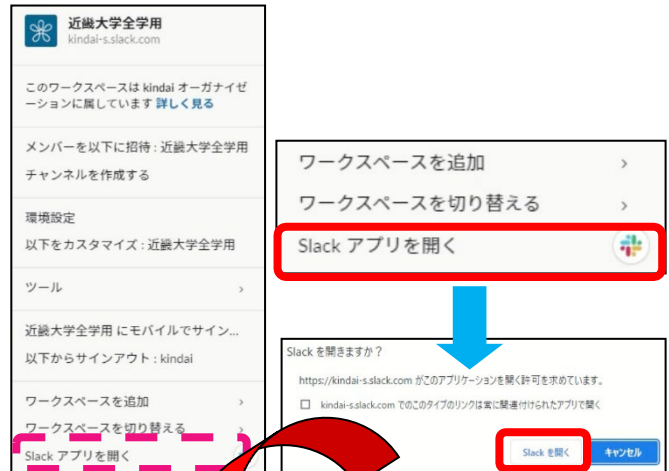 近畿大学全学用
kindai-s.slack.com
このワークスペースは kindai オーガナイゼ
ーションに属しています 詳しく見る
メンバーを以下に招待 : 近畿大学全学用
チャンネルを作成する
環境設定
以下をカスタマイズ : 近畿大学全学用
ツール
近畿大学全学用 にモバイルでサイン...
以下からサインアウト : kindai
ワークスペースを追加
ワークスペースを切り替える
Slack アプリを開く
ワークスペースを追加
ワークスペースを切り替える
Slack アプリを開く
Slack を開きますか？
https://kindai-s.slack.com がこのアプリケーションを開く許可を求めています。
kindai-s.slack.com でのこのタイプのリンクは常に関連付けられたアプリで開く
Slack を開く
キャンセル